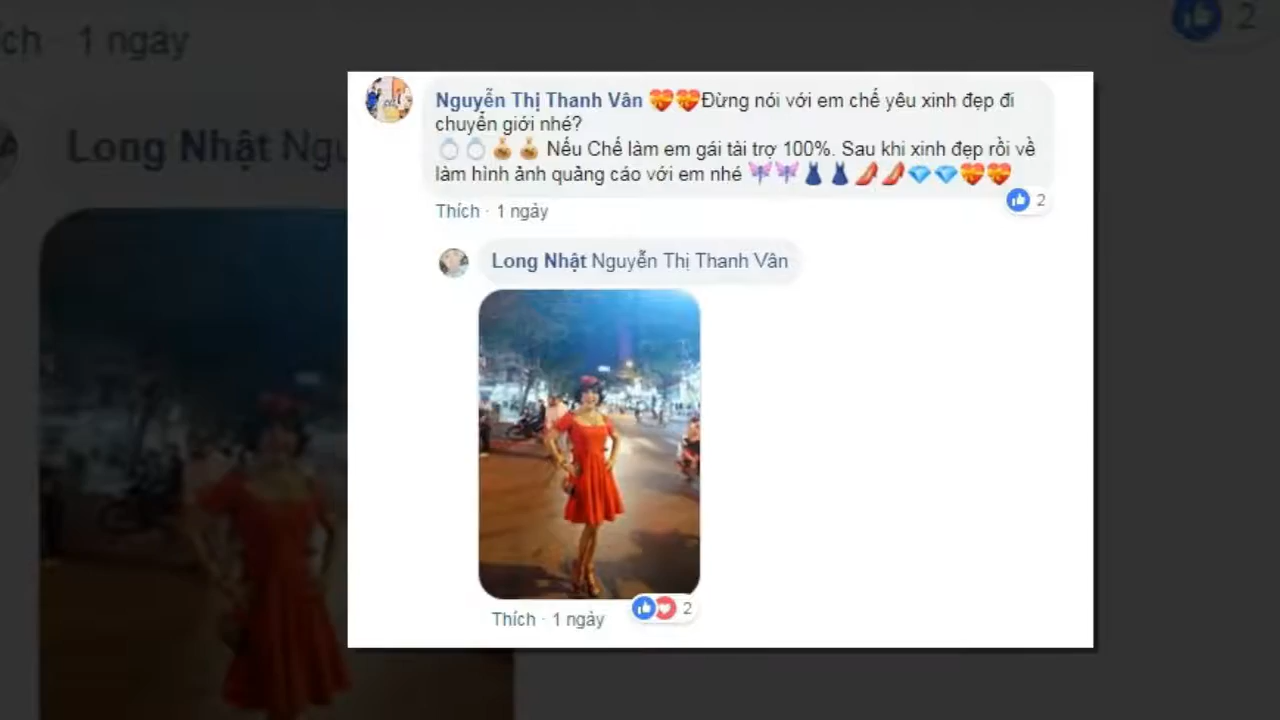 ch · 1 ngày
2
Long Nhật Ngu
Nguyễn Thị Thanh Vân 💝💝Đừng nói với em chế yêu xinh đẹp đi
chuyển giới nhé?
💍💍💰💰 Nếu Chế làm em gái tài trợ 100%. Sau khi xinh đẹp rồi về
làm hình ảnh quảng cáo với em nhé 👗👗👠👠💎💎💝💝
2
Thích · 1 ngày
Long Nhật Nguyễn Thị Thanh Vân
Thích · 1 ngày
2